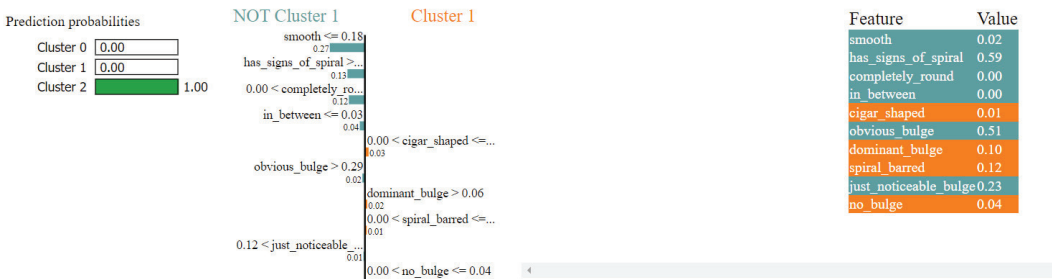 Prediction probabilities
Cluster 0 0.00
Cluster 1 0.00
Cluster 2 1.00
NOT Cluster 1 Cluster 1
smooth <= 0.18
0.27
has_signs_of_spiral >...
0.13
0.00 < completely_ro...
0.12
in_between <= 0.03
0.04
0.00 < cigar_shaped <=...
0.03
obvious_bulge > 0.29
0.02
dominant_bulge > 0.06
0.02
0.00 < spiral_barred <=...
0.01
0.12 < just_noticeable_...
0.01
0.00 < no_bulge <= 0.04
Feature Value
smooth 0.02
has_signs_of_spiral 0.59
completely_round 0.00
in_between 0.00
cigar_shaped 0.01
obvious_bulge 0.51
dominant_bulge 0.10
spiral_barred 0.12
just_noticeable_bulge 0.23
no_bulge 0.04